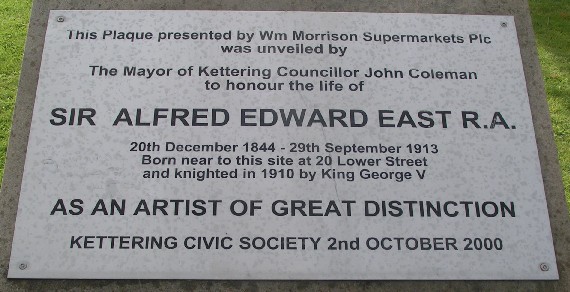 This Plaque presented by Wm Morrison Supermarkets Plc
was unveiled by
The Mayor of Kettering Councillor John Coleman
to honour the life of
SIR ALFRED EDWARD EAST R.A.
20th December 1844 - 29th September 1913
Born near to this site at 20 Lower Street
and knighted in 1910 by King George V
AS AN ARTIST OF GREAT DISTINCTION
KETTERING CIVIC SOCIETY 2nd OCTOBER 2000